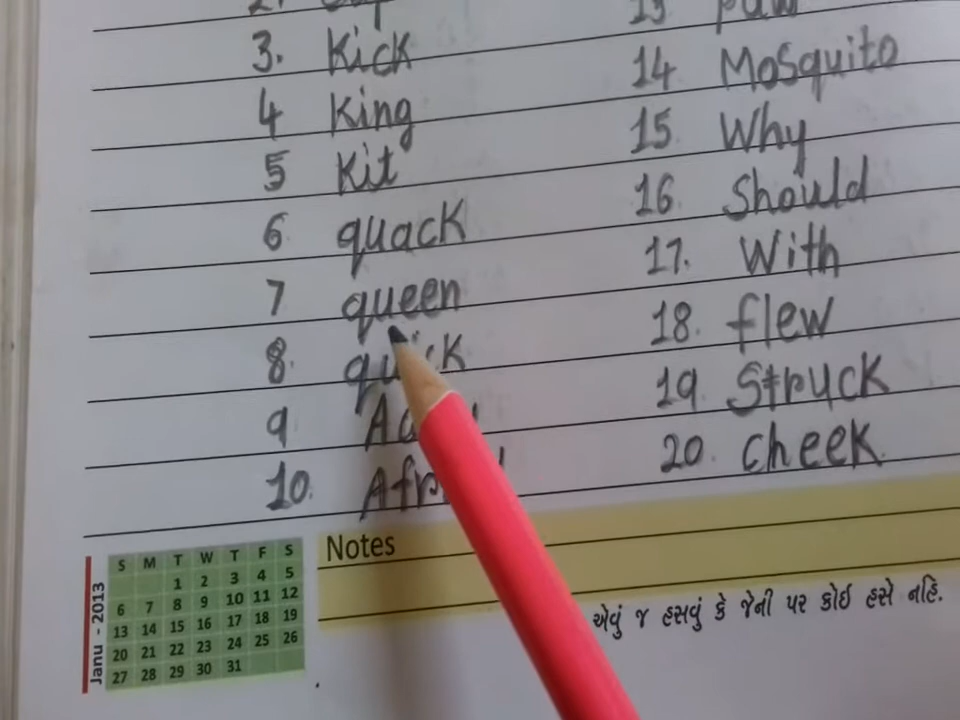 3. Kick
4 King
5 Kit
6 quack
7 queen
8. quick
9
10.
13 paw
14 Mosquito
15 Why
16 Should
17. With
18. flew
19 Struck
20. Cheek
Notes
Janu - 2013
S M T W T F S
1 2 3 4 5
6 7 8 9 10 11 12
13 14 15 16 17 18 19
20 21 22 23 24 25 26
27 28 29 30 31
એવું જ હસવું કે જેની પર કોઈ હસે નહિ.